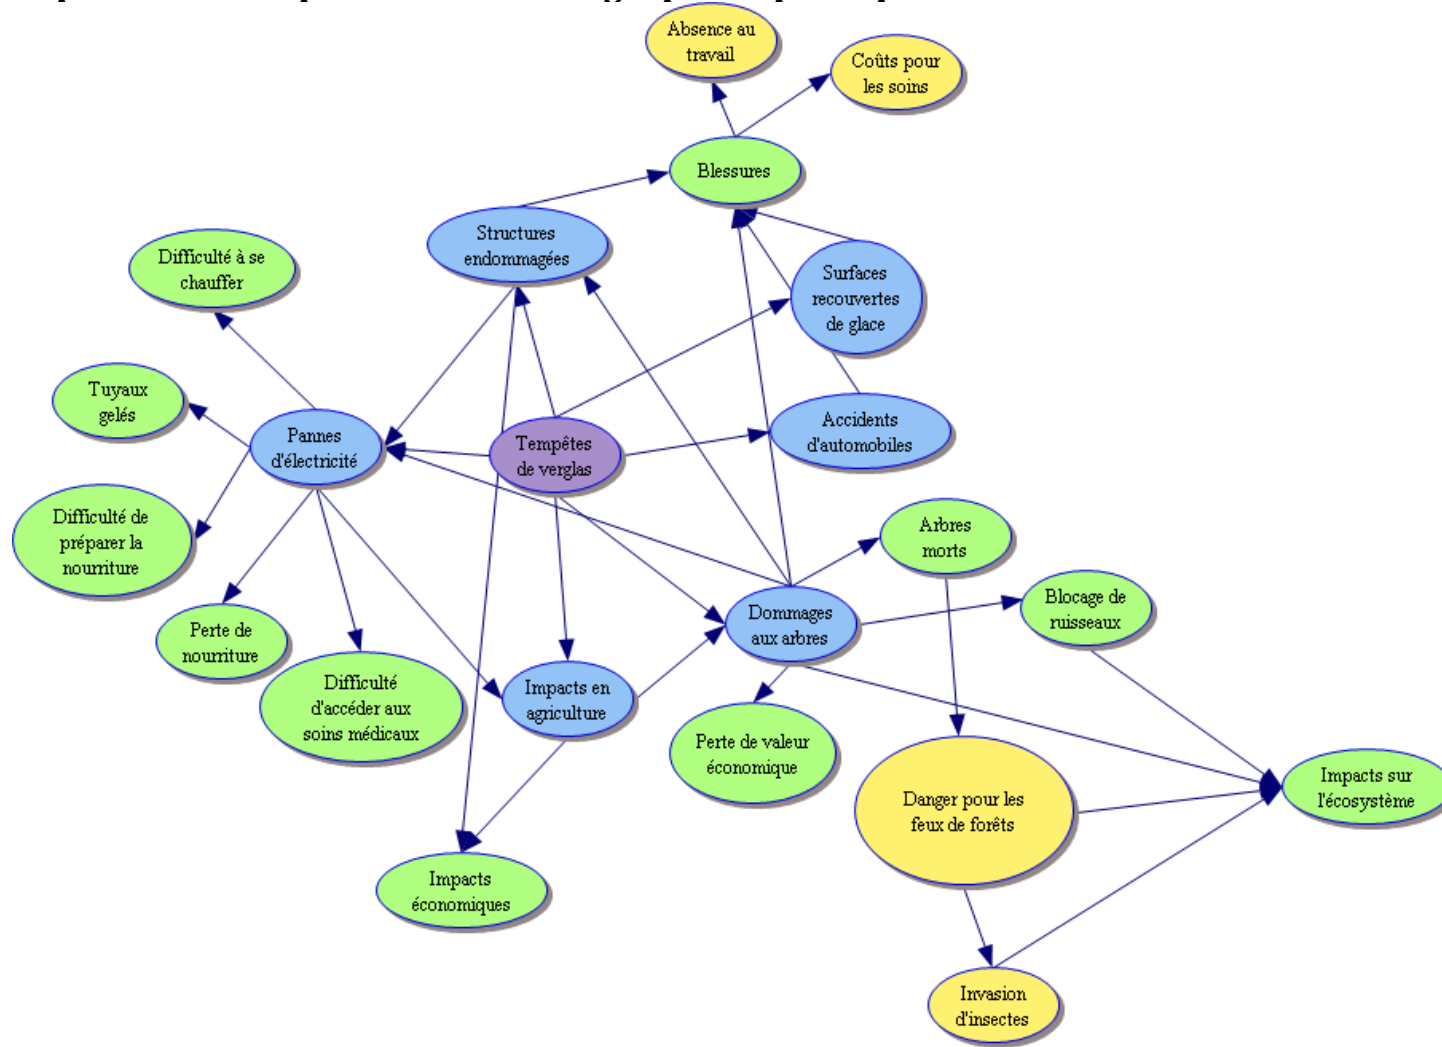 Absence au
travail
Coûts pour
les soins
Blessures
Structures
endommagées
Difficulté à se
chauffer
Surfaces
recouvertes
de glace
Tuyaux
gelés
Pannes
d'électricité
Tempêtes
de verglas
Accidents
d'automobiles
Difficulté de
préparer la
nourriture
Arbres
morts
Blocage de
ruisseaux
Perte de
nourriture
Dommages
aux arbres
Difficulté
d'accéder aux
soins médicaux
Impacts en
agriculture
Perte de valeur
économique
Danger pour les
feux de forêts
Impacts sur
l'écosystème
Impacts
économiques
Invasion
d'insectes